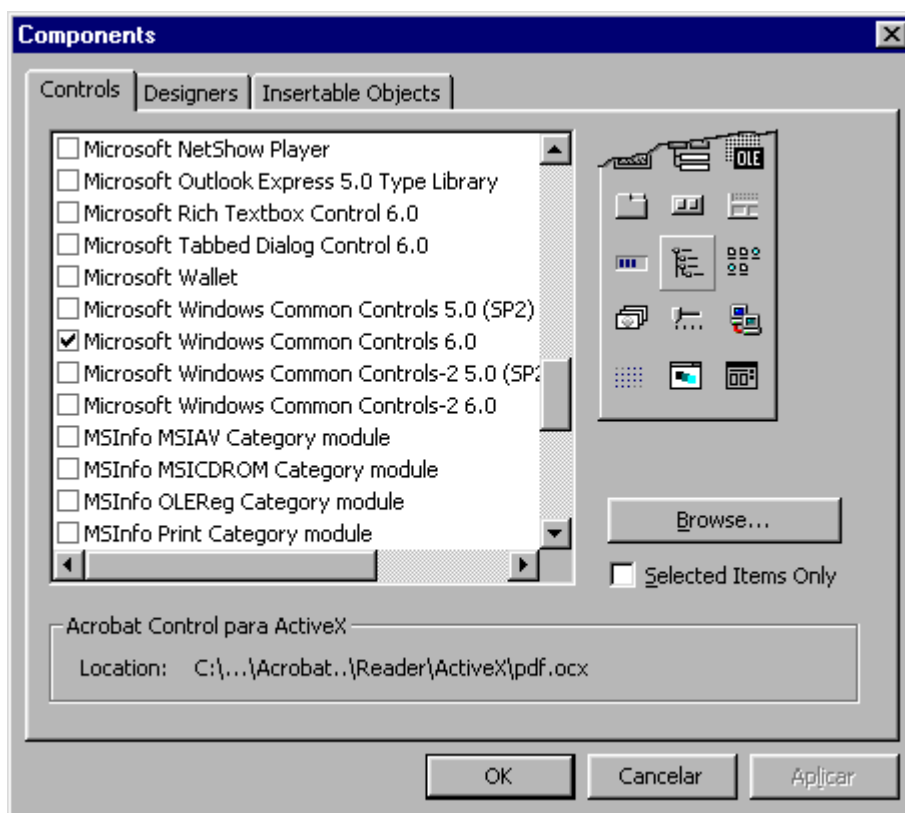 Components
Controls
Designers
Insertable Objects
Microsoft NetShow Player
Microsoft Outlook Express 5.0 Type Library
Microsoft Rich Textbox Control 6.0
Microsoft Tabbed Dialog Control 6.0
Microsoft Wallet
Microsoft Windows Common Controls 5.0 (SP2)
Microsoft Windows Common Controls 6.0
Microsoft Windows Common Controls-2 5.0 (SP2
Microsoft Windows Common Controls-2 6.0
MSInfo MSIAV Category module
MSInfo MSICDROM Category module
MSInfo OLEReg Category module
MSInfo Print Category module
OLE
Browse...
Selected Items Only
Acrobat Control para ActiveX
Location: C:\...\Acrobat..\Reader\ActiveX\pdf.ocx
OK
Cancelar
Aplicar